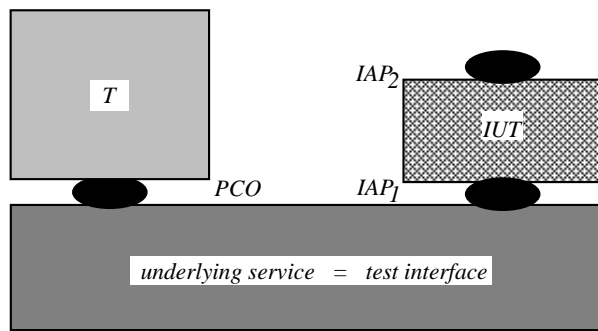 T
IAP₂
IUT
PCO
IAP₁
underlying service = test interface